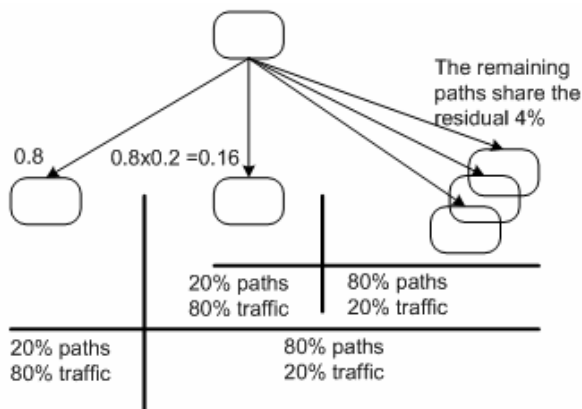 The remaining
paths share the
residual 4%
0.8
0.8x0.2 =0.16
20% paths
80% traffic
80% paths
20% traffic
20% paths
80% traffic
80% paths
20% traffic